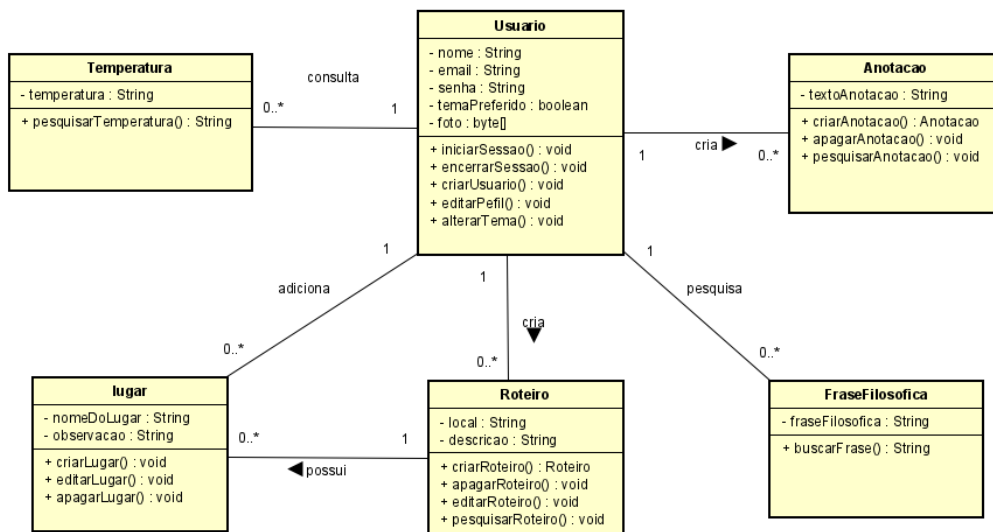 Usuario
- nome : String
- email : String
- senha : String
- temaPreferido : boolean
- foto : byte[]
+ iniciarSessao() : void
+ encerrarSessao() : void
+ criarUsuario() : void
+ editarPefil() : void
+ alterarTema() : void
Temperatura
- temperatura : String
+ pesquisarTemperatura() : String
consulta
0..*
1
Anotacao
- textoAnotacao : String
+ criarAnotacao() : Anotacao
+ apagarAnotacao() : void
+ pesquisarAnotacao() : void
1
cria
0..*
1
adiciona
0..*
1
cria
0..*
1
pesquisa
0..*
lugar
- nomeDoLugar : String
- observacao : String
+ criarLugar() : void
+ editarLugar() : void
+ apagarLugar() : void
0..*
1
possui
Roteiro
- local : String
- descricao : String
+ criarRoteiro() : Roteiro
+ apagarRoteiro() : void
+ editarRoteiro() : void
+ pesquisarRoteiro() : void
FraseFilosofica
- fraseFilosofica : String
+ buscarFrase() : String